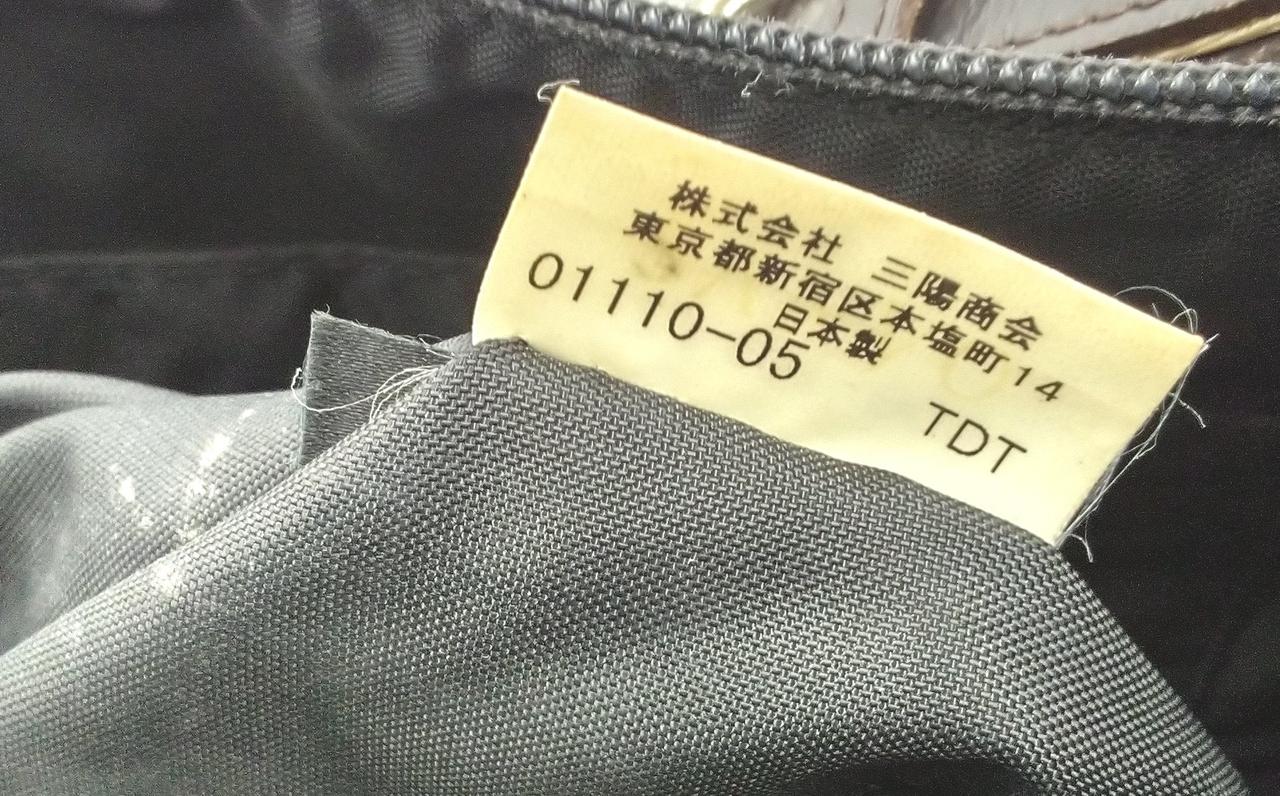 株式会社 三陽商会
東京都新宿区本塩町14
日本製
01110-05
TDT